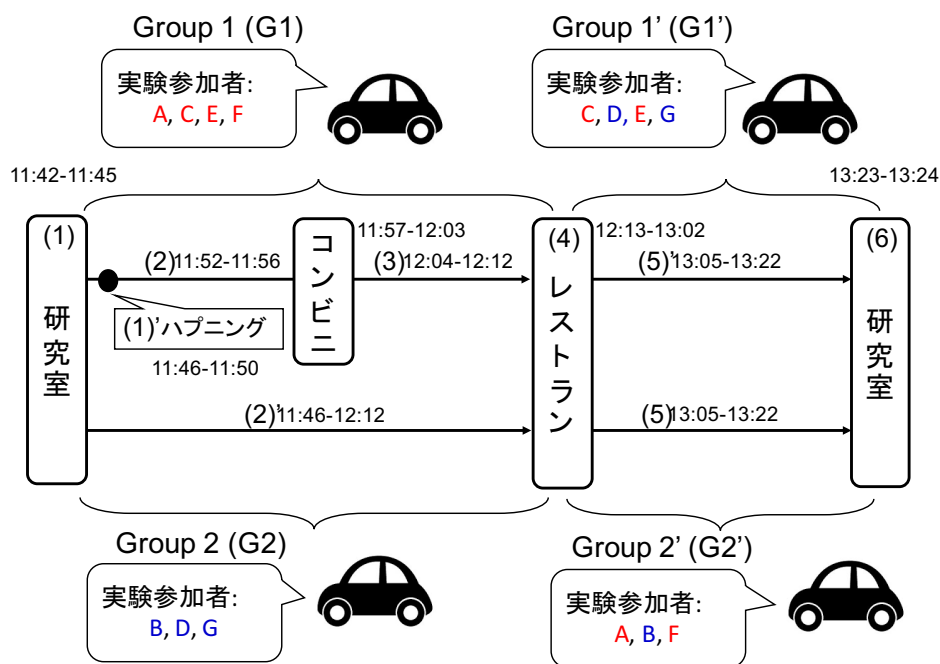 Group 1 (G1)
実験参加者:
A, C, E, F
Group 1’ (G1’)
実験参加者:
C, D, E, G
11:42-11:45
13:23-13:24
(1)
研究室
(2)11:52-11:56
(1)’ハプニング
11:46-11:50
コンビニ
11:57-12:03
(3)12:04-12:12
(2)’11:46-12:12
(4)
レストラン
12:13-13:02
(5)’13:05-13:22
(5)13:05-13:22
(6)
研究室
Group 2 (G2)
実験参加者:
B, D, G
Group 2’ (G2’)
実験参加者:
A, B, F